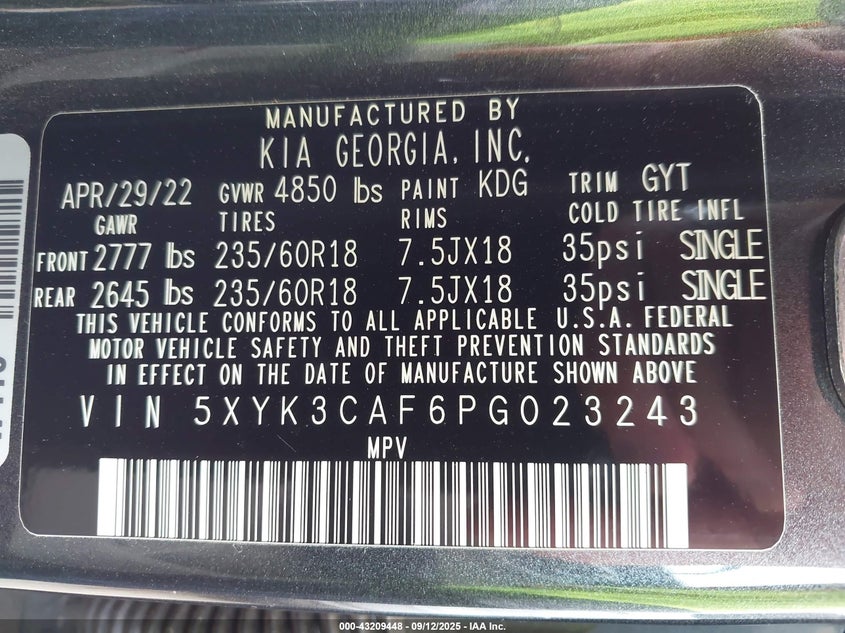 MANUFACTURED BY
KIA GEORGIA, INC.
APR/29/22 GVWR 4850 lbs PAINT KDG TRIM GYT
GAWR TIRES RIMS COLD TIRE INFL
FRONT 2777 lbs 235/60R18 7.5JX18 35psi SINGLE
REAR 2645 lbs 235/60R18 7.5JX18 35psi SINGLE
THIS VEHICLE CONFORMS TO ALL APPLICABLE U.S.A. FEDERAL
MOTOR VEHICLE SAFETY AND THEFT PREVENTION STANDARDS
IN EFFECT ON THE DATE OF MANUFACTURE SHOWN ABOVE
VIN 5XYK3CAF6PG023243
MPV
000-43209448 - 09/12/2025 - IAA Inc.